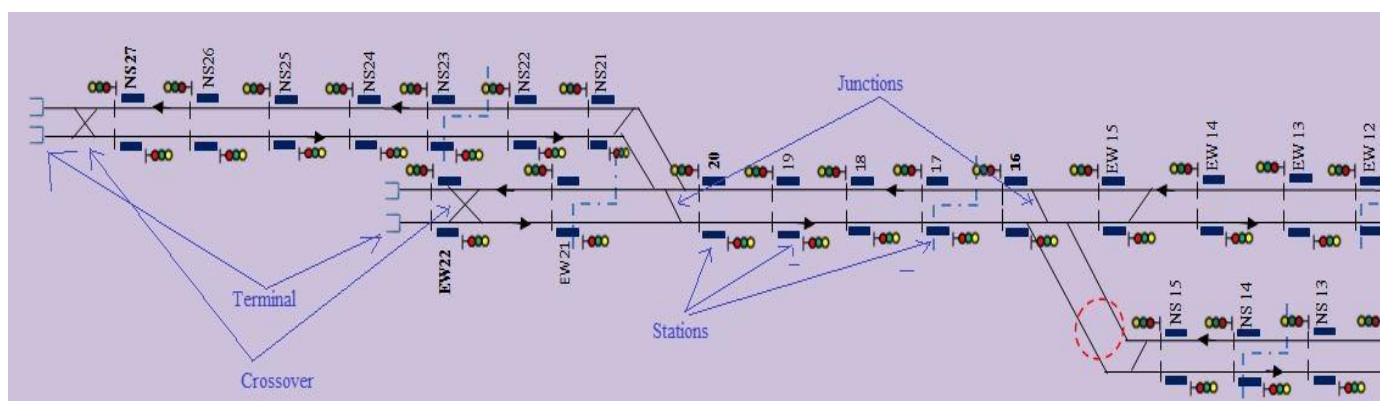 NS27
NS26
NS25
NS24
NS23
NS22
NS21
Junctions
20
19
18
17
16
EW 15
EW 14
EW 13
EW 12
EW22
EW21
Terminal
Stations
Crossover
NS 15
NS 14
NS 13